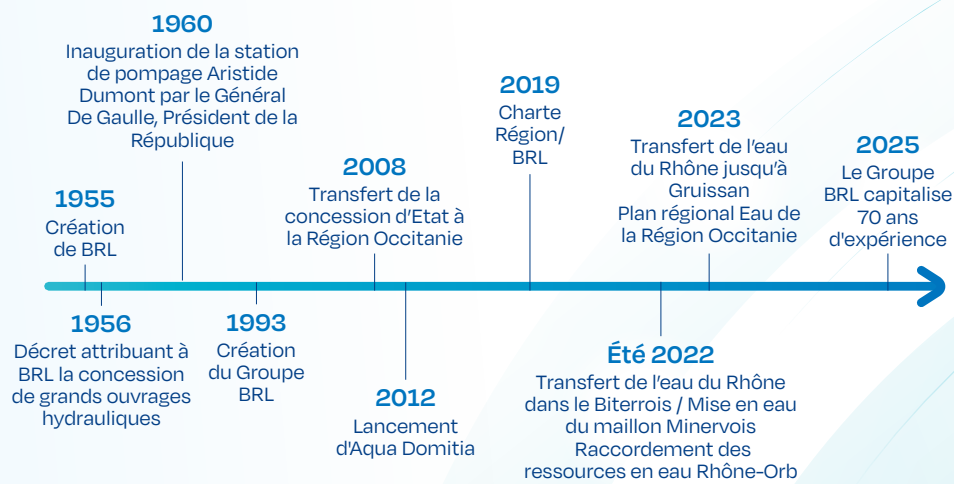 1960
Inauguration de la station
de pompage Aristide
Dumont par le Général
De Gaulle, Président de la
République
1955
Création
de BRL
2008
Transfert de la
concession d'Etat à
la Région Occitanie
2019
Charte
Région/
BRL
2023
Transfert de l'eau
du Rhône jusqu'à
Gruissan
Plan régional Eau de
la Région Occitanie
2025
Le Groupe
BRL capitalise
70 ans
d'expérience
1956
Décret attribuant à
BRL la concession
de grands ouvrages
hydrauliques
1993
Création
du Groupe
BRL
2012
Lancement
d'Aqua Domitia
Été 2022
Transfert de l'eau du Rhône
dans le Biterrois / Mise en eau
du maillon Minervois
Raccordement des
ressources en eau Rhône-Orb